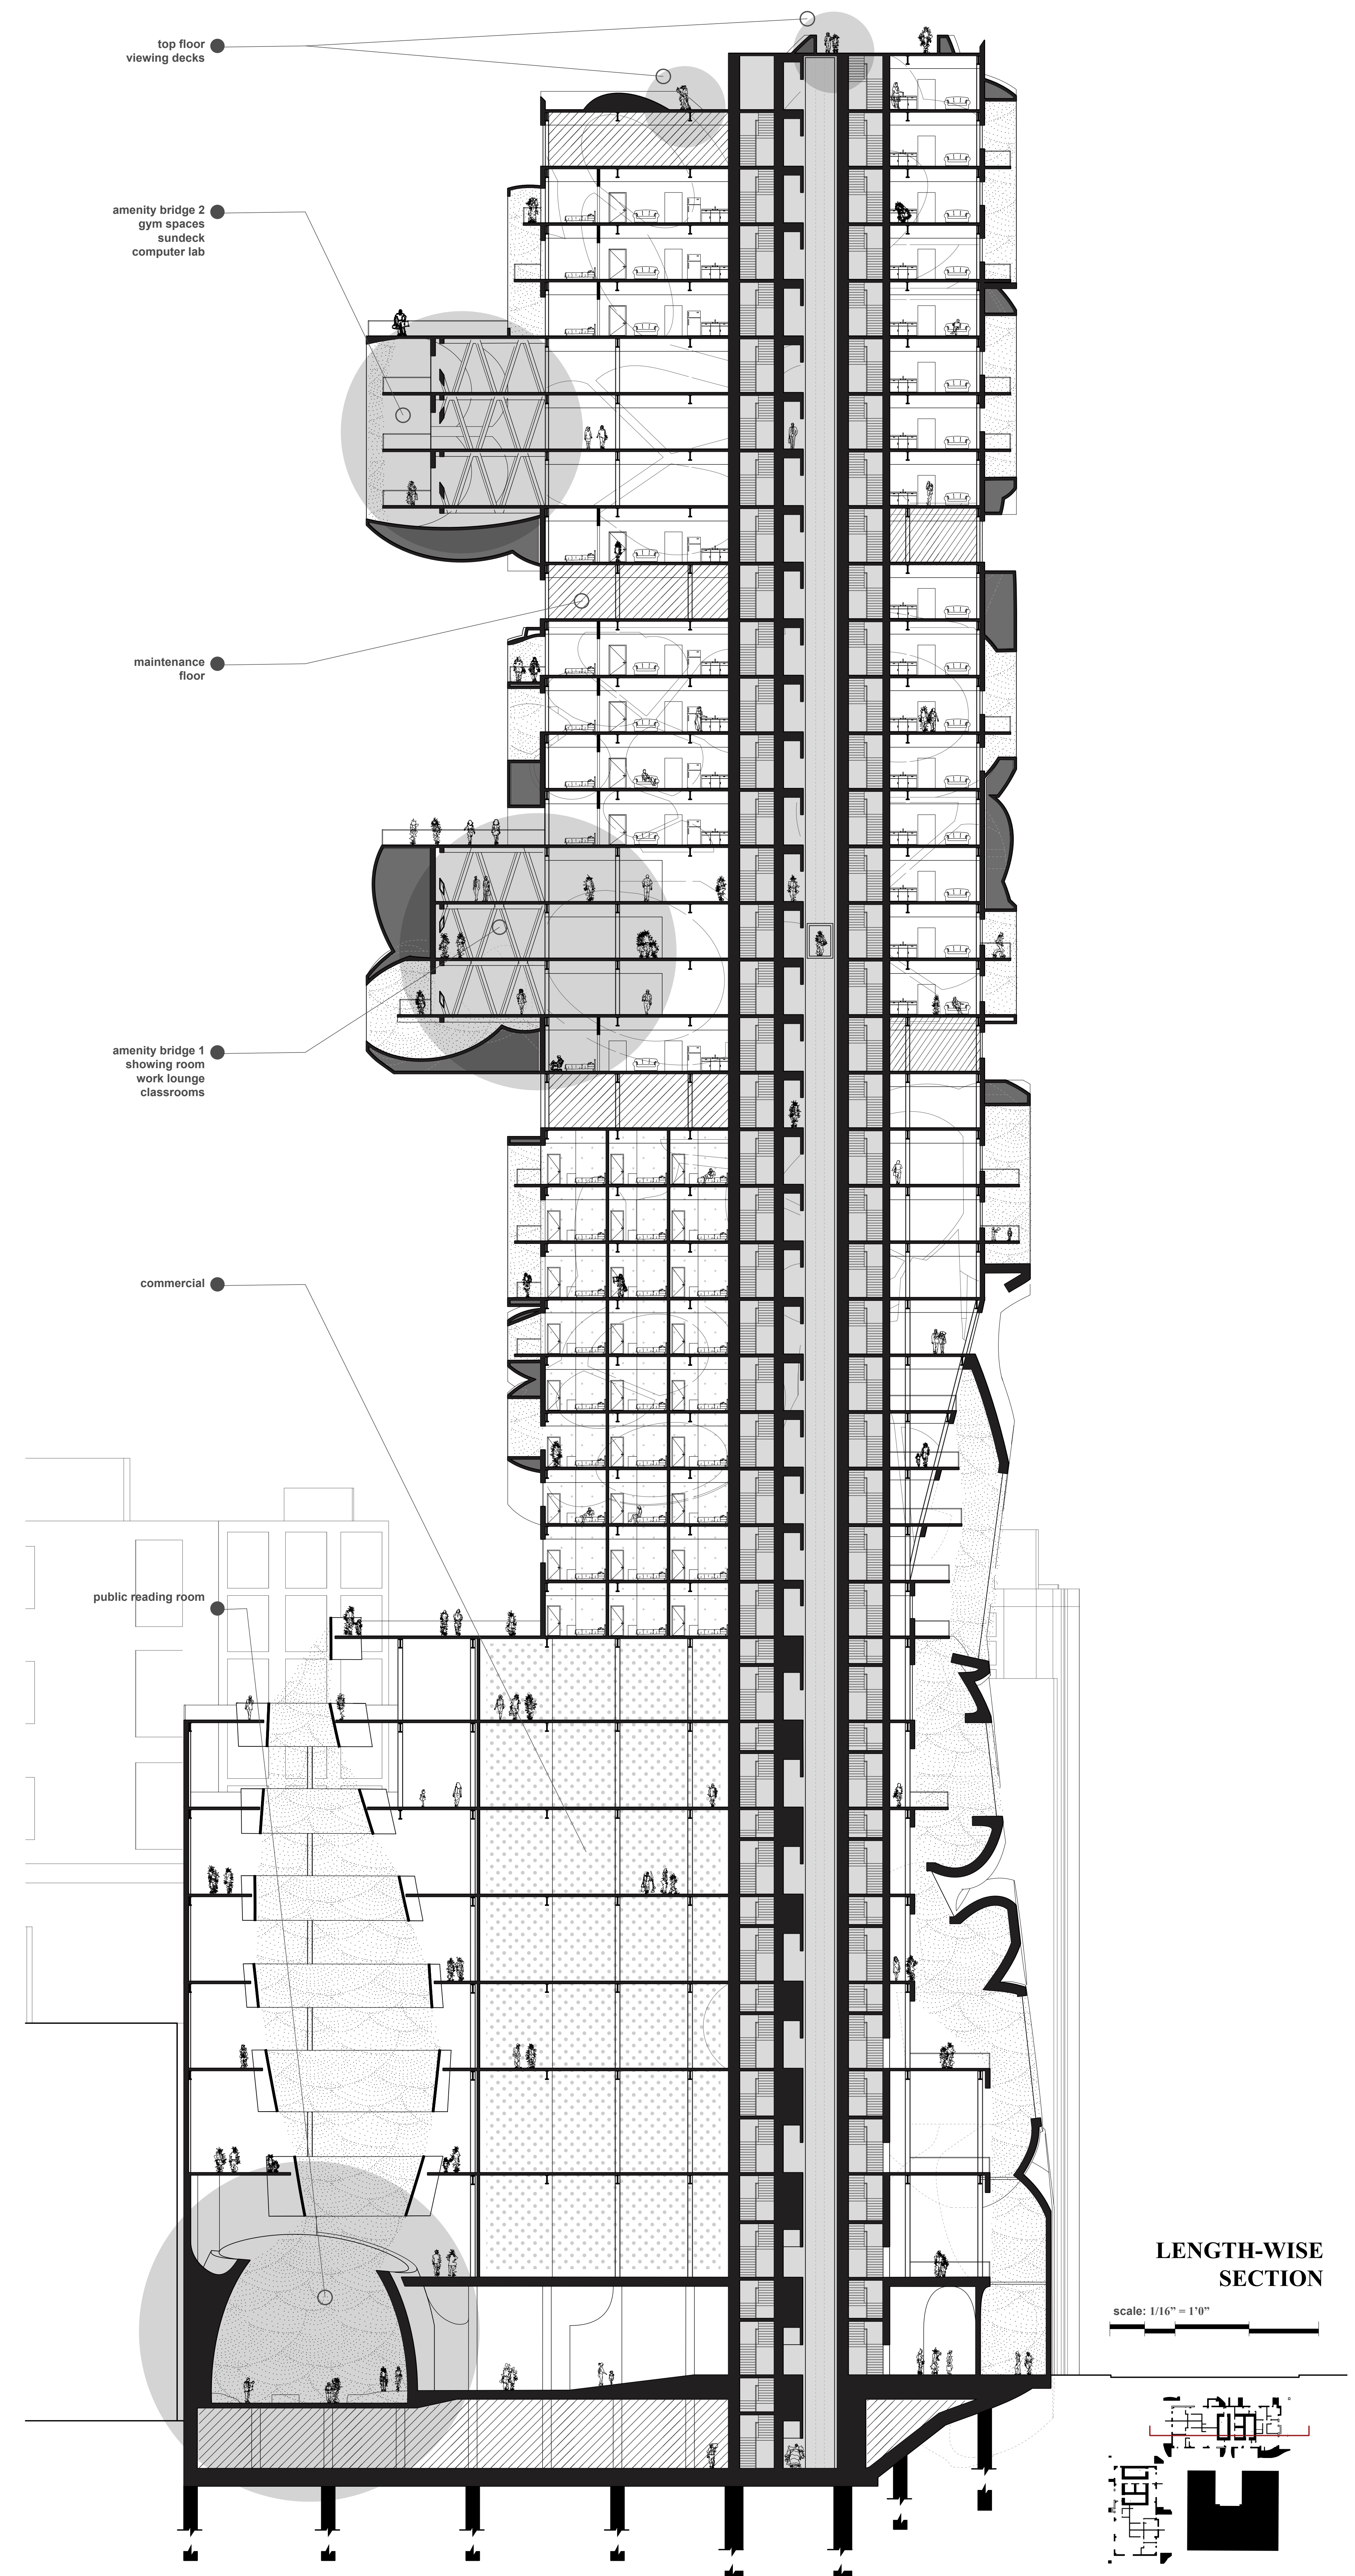 top floor
viewing decks
amenity bridge 2
gym spaces
sundeck
computer lab
maintenance
floor
amenity bridge 1
showing room
work lounge
classrooms
commercial
public reading room
LENGTH-WISE
SECTION
scale: 1/16” = 1’0”